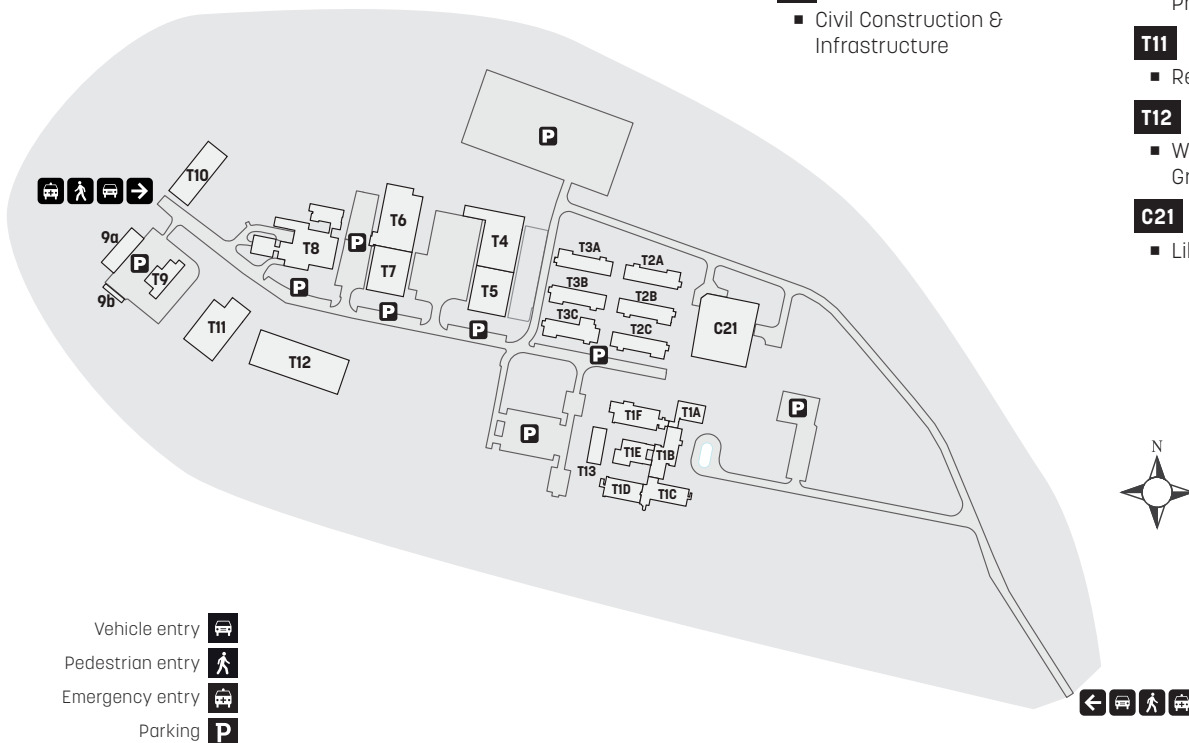 ■ Civil Construction &
Infrastructure
T11
T12
C21
T10
P
T6
T4
T3A
T2A
9a
P
T8
P
T7
T9
T5
T3B
T2B
9b
P
P
P
T3C
T2C
C21
T11
P
T12
P
T1F
T1A
P
T1E
T1B
T13
T1D
T1C
N
Vehicle entry
Pedestrian entry
Emergency entry
Parking P